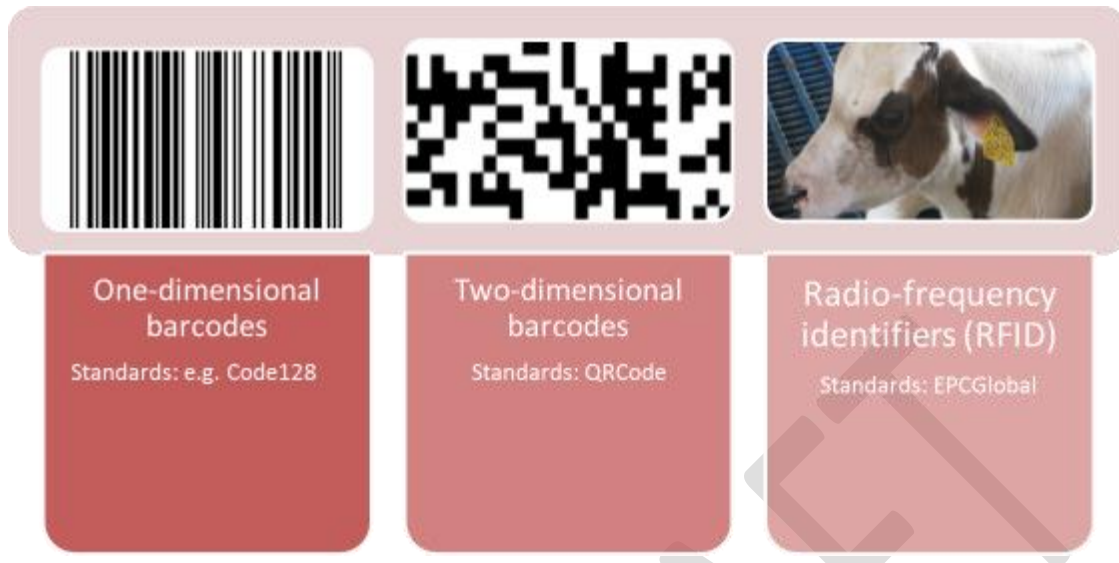 One-dimensional
barcodes
Standards: e.g. Code128
Two-dimensional
barcodes
Standards: QRCode
Radio-frequency
identifiers (RFID)
Standards: EPCGlobal